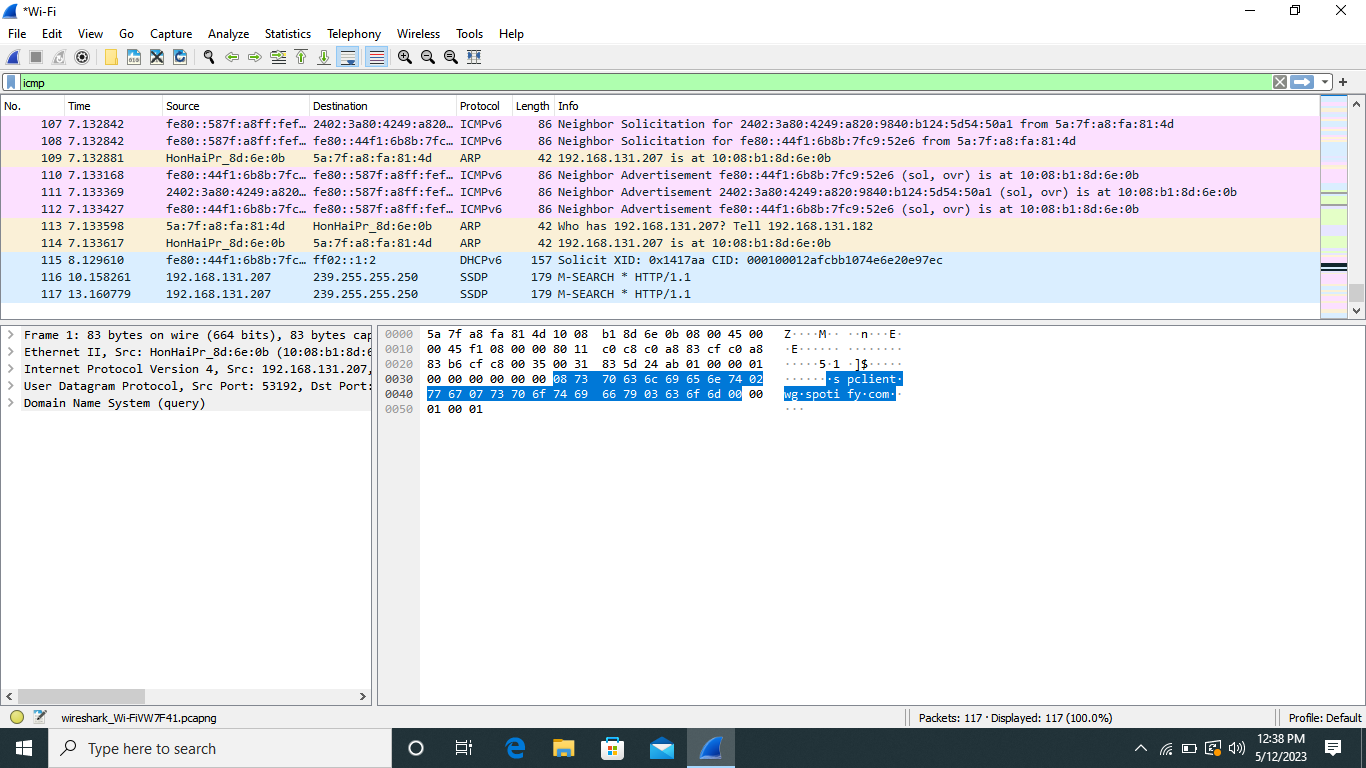 *Wi-Fi
File Edit View Go Capture Analyze Statistics Telephony Wireless Tools Help
icmp
No. Time Source Destination Protocol Length Info
107 7.132842 fe80::587f:a8ff:fef… 2402:3a80:4249:a820… ICMPv6 86 Neighbor Solicitation for 2402:3a80:4249:a820:9840:b124:5d54:50a1 from 5a:7f:a8:fa:81:4d
108 7.132842 fe80::587f:a8ff:fef… fe80::44f1:6b8b:7fc… ICMPv6 86 Neighbor Solicitation for fe80::44f1:6b8b:7fc9:52e6 from 5a:7f:a8:fa:81:4d
109 7.132881 HonHaiPr_8d:6e:0b 5a:7f:a8:fa:81:4d ARP 42 192.168.131.207 is at 10:08:b1:8d:6e:0b
110 7.133168 fe80::44f1:6b8b:7fc… fe80::587f:a8ff:fef… ICMPv6 86 Neighbor Advertisement fe80::44f1:6b8b:7fc9:52e6 (sol, ovr) is at 10:08:b1:8d:6e:0b
111 7.133369 2402:3a80:4249:a820… fe80::587f:a8ff:fef… ICMPv6 86 Neighbor Advertisement 2402:3a80:4249:a820:9840:b124:5d54:50a1 (sol, ovr) is at 10:08:b1:8d:6e:0b
112 7.133427 fe80::44f1:6b8b:7fc… fe80::587f:a8ff:fef… ICMPv6 86 Neighbor Advertisement fe80::44f1:6b8b:7fc9:52e6 (sol, ovr) is at 10:08:b1:8d:6e:0b
113 7.133598 5a:7f:a8:fa:81:4d HonHaiPr_8d:6e:0b ARP 42 Who has 192.168.131.207? Tell 192.168.131.182
114 7.133617 HonHaiPr_8d:6e:0b 5a:7f:a8:fa:81:4d ARP 42 192.168.131.207 is at 10:08:b1:8d:6e:0b
115 8.129610 fe80::44f1:6b8b:7fc… ff02::1:2 DHCPv6 157 Solicit XID: 0x1417aa CID: 000100012afcbb1074e6e20e97ec
116 10.158261 192.168.131.207 239.255.255.250 SSDP 179 M-SEARCH * HTTP/1.1
117 13.160779 192.168.131.207 239.255.255.250 SSDP 179 M-SEARCH * HTTP/1.1
Frame 1: 83 bytes on wire (664 bits), 83 bytes cap
Ethernet II, Src: HonHaiPr_8d:6e:0b (10:08:b1:8d:6
Internet Protocol Version 4, Src: 192.168.131.207,
User Datagram Protocol, Src Port: 53192, Dst Port:
Domain Name System (query)
0000 5a 7f a8 fa 81 4d 10 08 b1 8d 6e 0b 08 00 45 00 Z····M·· ··n···E·
0010 00 45 f1 08 00 00 80 11 c0 c8 c0 a8 83 cf c0 a8 ·E······ ········
0020 83 b6 cf c8 00 35 00 31 83 5d 24 ab 01 00 00 01 ·····5·1 ·]$·····
0030 00 00 00 00 00 00 08 73 70 63 6c 69 65 6e 74 02 ·······s pclient·
0040 77 67 07 73 70 6f 74 69 66 79 03 63 6f 6d 00 00 wg·spoti fy·com··
0050 01 00 01 ···
wireshark_Wi-FiVW7F41.pcapng
Packets: 117 · Displayed: 117 (100.0%)
Profile: Default
Type here to search
12:38 PM
5/12/2023